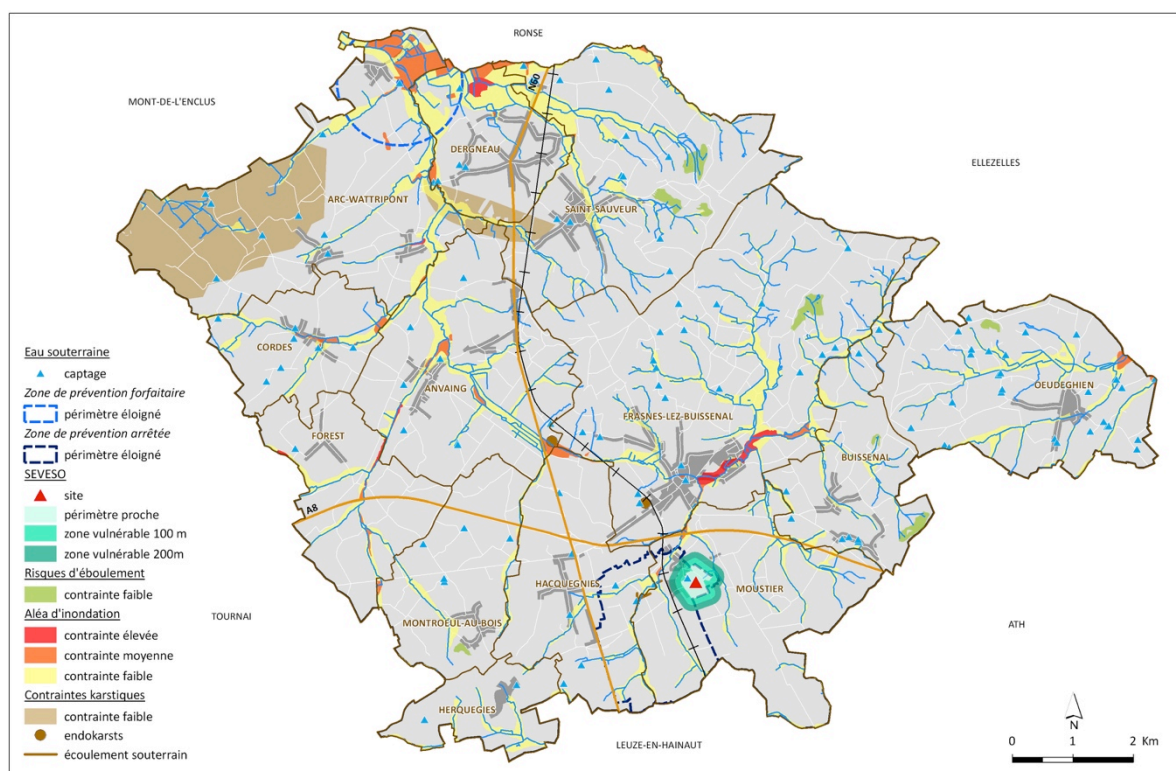 RONSE
MONT-DE-L'ENCLUS
N60
DERGNEAU
ELLEZELLES
ARC-WATTRIPONT
SAINT-SAUVEUR
CORDES
ANVAING
OEUDEGHIEN
FRASNES-LEZ-BUISSENAL
FOREST
BUISSENAL
A8
HACQUEGNIES
MOUSTIER
MONTROEUL-AU-BOIS
TOURNAI
ATH
HERQUEGIES
LEUZE-EN-HAINAUT
Eau souterraine
captage
Zone de prévention forfaitaire
périmètre éloigné
Zone de prévention arrêtée
périmètre éloigné
SEVESO
site
périmètre proche
zone vulnérable 100 m
zone vulnérable 200m
Risques d'éboulement
contrainte faible
Aléa d'inondation
contrainte élevée
contrainte moyenne
contrainte faible
Contraintes karstiques
contrainte faible
endokarsts
écoulement souterrain
N
0 1 2 Km